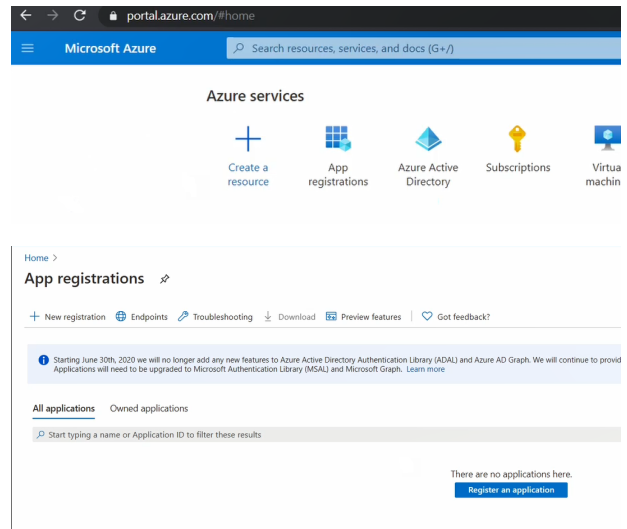 portal.azure.com/#home
Microsoft Azure
Search resources, services, and docs (G+/)
Azure services
Create a resource
App registrations
Azure Active Directory
Subscriptions
Home >
App registrations
New registration
Endpoints
Troubleshooting
Download
Preview features
Got feedback?
Starting June 30th, 2020 we will no longer add any new features to Azure Active Directory Authentication Library (ADAL) and Azure AD Graph. We will continue to provid
Applications will need to be upgraded to Microsoft Authentication Library (MSAL) and Microsoft Graph. Learn more
All applications
Owned applications
Start typing a name or Application ID to filter these results
There are no applications here.
Register an application